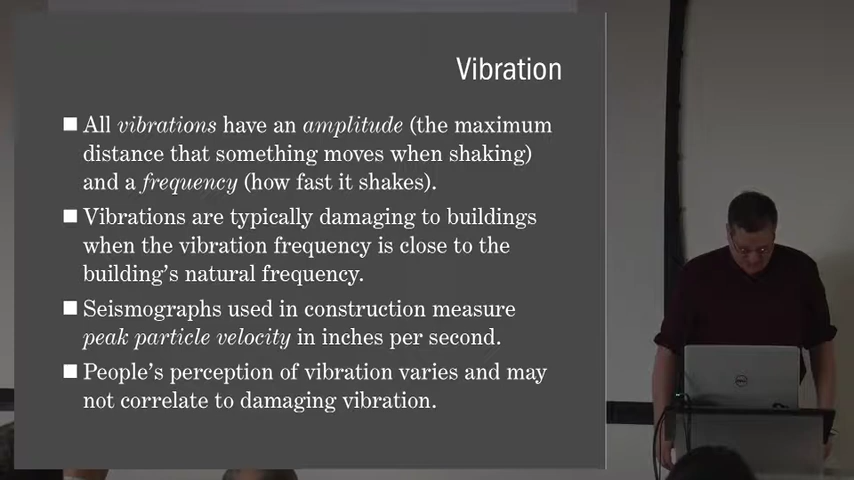 Vibration
All vibrations have an amplitude (the maximum
distance that something moves when shaking)
and a frequency (how fast it shakes).
Vibrations are typically damaging to buildings
when the vibration frequency is close to the
building's natural frequency.
Seismographs used in construction measure
peak particle velocity in inches per second.
People's perception of vibration varies and may
not correlate to damaging vibration.
DELL